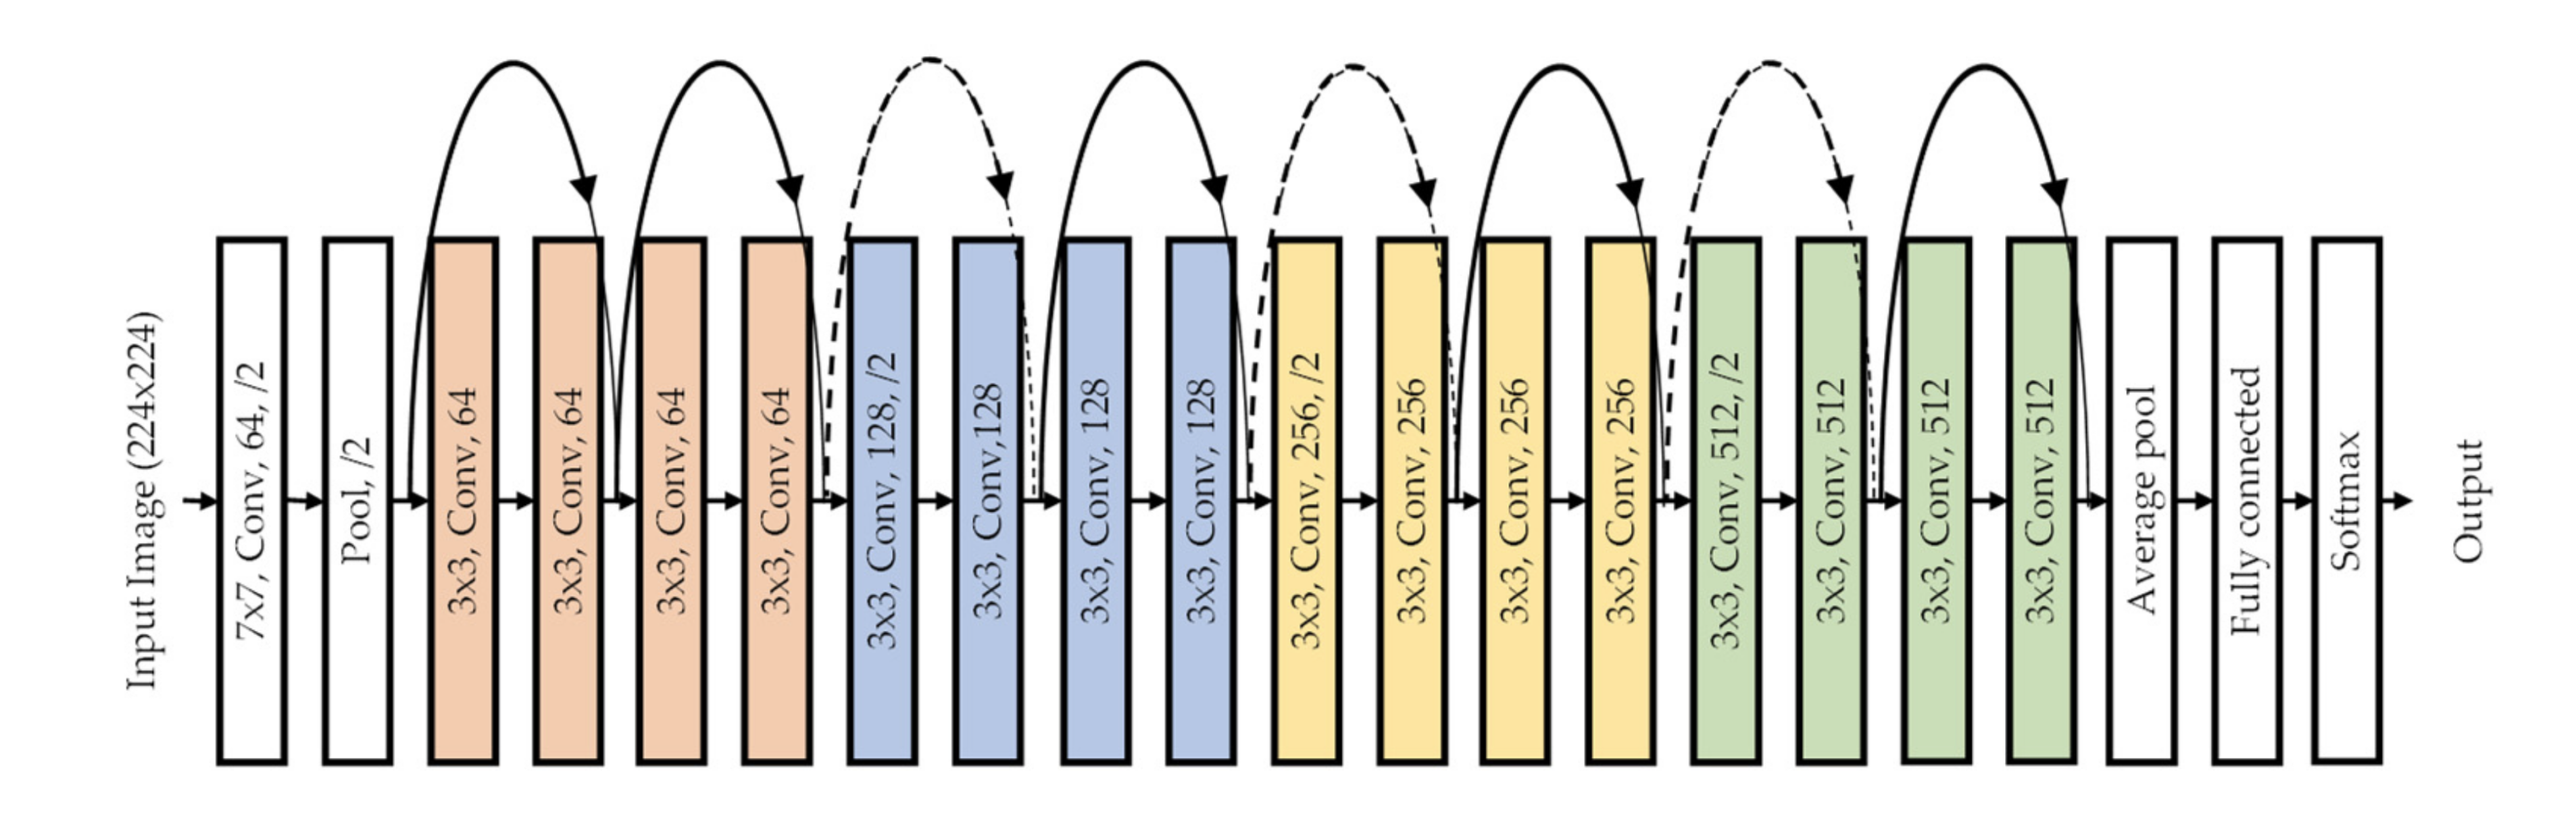 Input Image (224x224)
7x7, Conv, 64, /2
Pool, /2
3x3, Conv, 64
3x3, Conv, 64
3x3, Conv, 64
3x3, Conv, 64
3x3, Conv, 128, /2
3x3, Conv,128
3x3, Conv, 128
3x3, Conv, 128
3x3, Conv, 256, /2
3x3, Conv, 256
3x3, Conv, 256
3x3, Conv, 256
3x3, Conv, 512, /2
3x3, Conv, 512
3x3, Conv, 512
3x3, Conv, 512
Average pool
Fully connected
Softmax
Output